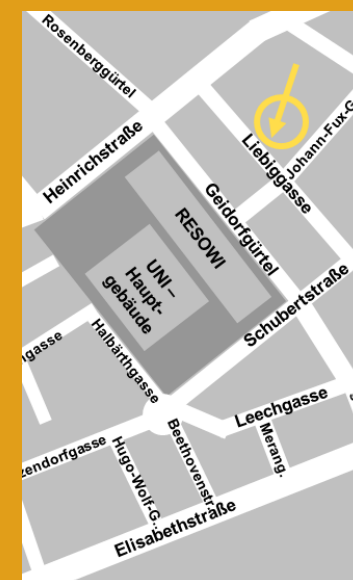 Rosenberggürtel
Heinrichstraße
Liebiggasse
Johann-Fux-G
Geidorfgürtel
RESOWI
UNI –
Haupt-
gebäude
Schubertstraße
Halbärthgasse
gasse
Leechgasse
Merang.
Beethovenstr.
Hugo-Wolf-G.
zendorfgasse
Elisabethstraße